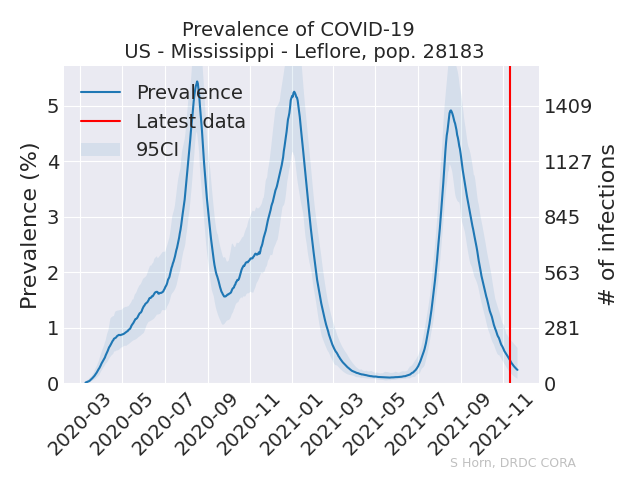 Prevalence of COVID-19
US - Mississippi - Leflore, pop. 28183
Prevalence
Latest data
95CI
Prevalence (%)
5
4
3
2
1
0
1409
1127
845
563
281
0
# of infections
2020-03
2020-05
2020-07
2020-09
2020-11
2021-01
2021-03
2021-05
2021-07
2021-09
2021-11
S Horn, DRDC CORA